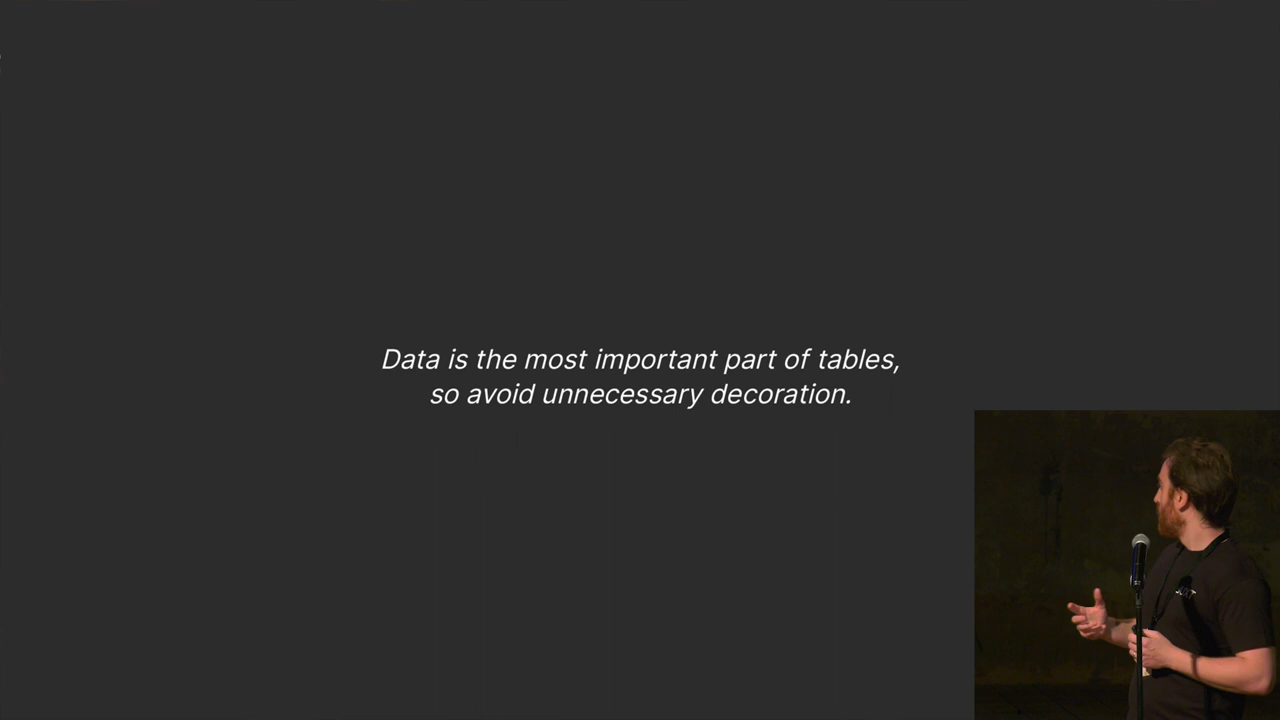 Data is the most important part of tables,
so avoid unnecessary decoration.